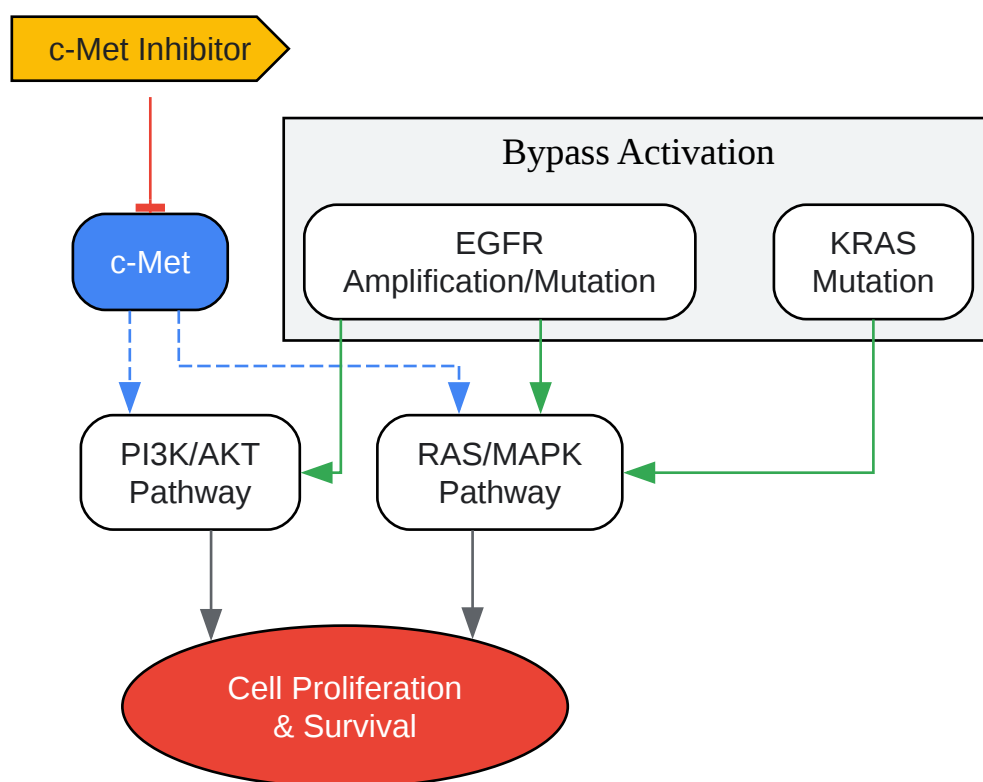 c-Met Inhibitor
Bypass Activation
c-Met
EGFR
Amplification/Mutation
KRAS
Mutation
PI3K/AKT
Pathway
RAS/MAPK
Pathway
Cell Proliferation
& Survival